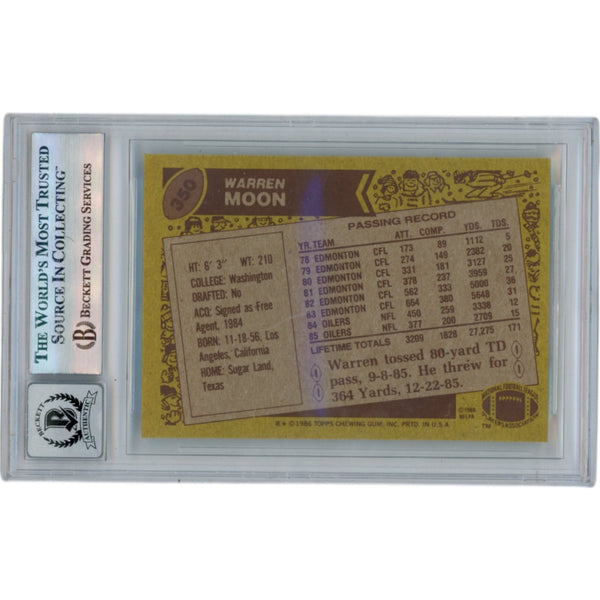 THE WORLD'S MOST TRUSTED
SOURCE IN COLLECTING™
BECKETT GRADING SERVICES
BECKETT
AUTHENTIC
350
WARREN
MOON
HT: 6' 3" WT: 210
COLLEGE: Washington
DRAFTED: No
ACQ: Signed as Free
Agent, 1984
BORN: 11-18-56, Los
Angeles, California
HOME: Sugar Land,
Texas
PASSING RECORD
YR. TEAM ATT. COMP. YDS. TDS.
78 EDMONTON CFL 173 89 1112 5
79 EDMONTON CFL 274 149 2382 20
80 EDMONTON CFL 331 181 3127 25
81 EDMONTON CFL 378 237 3959 27
82 EDMONTON CFL 562 333 5000 36
83 EDMONTON CFL 664 380 5648 31
84 OILERS NFL 450 259 3338 12
85 OILERS NFL 377 200 2709 15
LIFETIME TOTALS 3209 1828 27,275 171
Warren tossed 80-yard TD
pass, 9-8-85. He threw for
364 Yards, 12-22-85.
©1986
NFLPA
TM
© 1986 TOPPS CHEWING GUM, INC. PRTD. IN U.S.A.